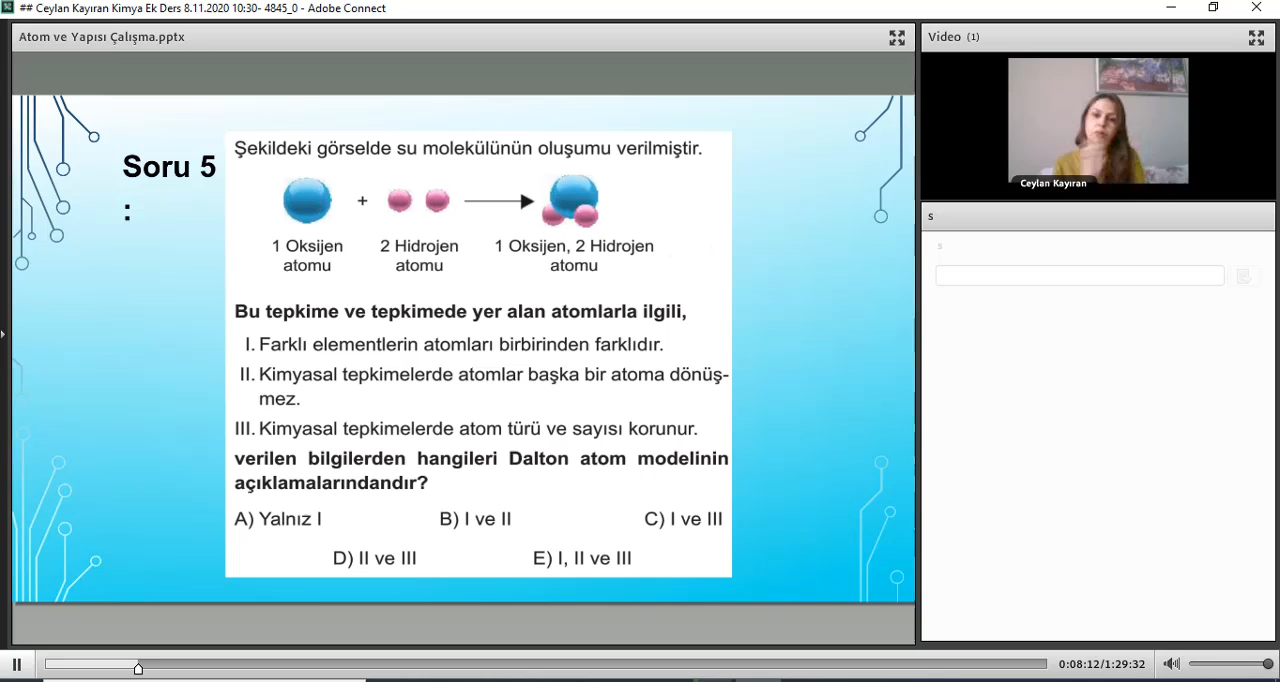 ## Ceylan Kayıran Kimya Ek Ders 8.11.2020 10:30- 4845_0 - Adobe Connect
Atom ve Yapısı Çalışma.pptx
Video (1)
Soru 5
:
Şekildeki görselde su molekülünün oluşumu verilmiştir.
+
1 Oksijen 2 Hidrojen 1 Oksijen, 2 Hidrojen
atomu atomu atomu
Bu tepkime ve tepkimede yer alan atomlarla ilgili,
I. Farklı elementlerin atomları birbirinden farklıdır.
II. Kimyasal tepkimelerde atomlar başka bir atoma dönüş-
mez.
III. Kimyasal tepkimelerde atom türü ve sayısı korunur.
verilen bilgilerden hangileri Dalton atom modelinin
açıklamalarındandır?
A) Yalnız I B) I ve II C) I ve III
D) II ve III E) I, II ve III
Ceylan Kayıran
s
s
0:08:12/1:29:32